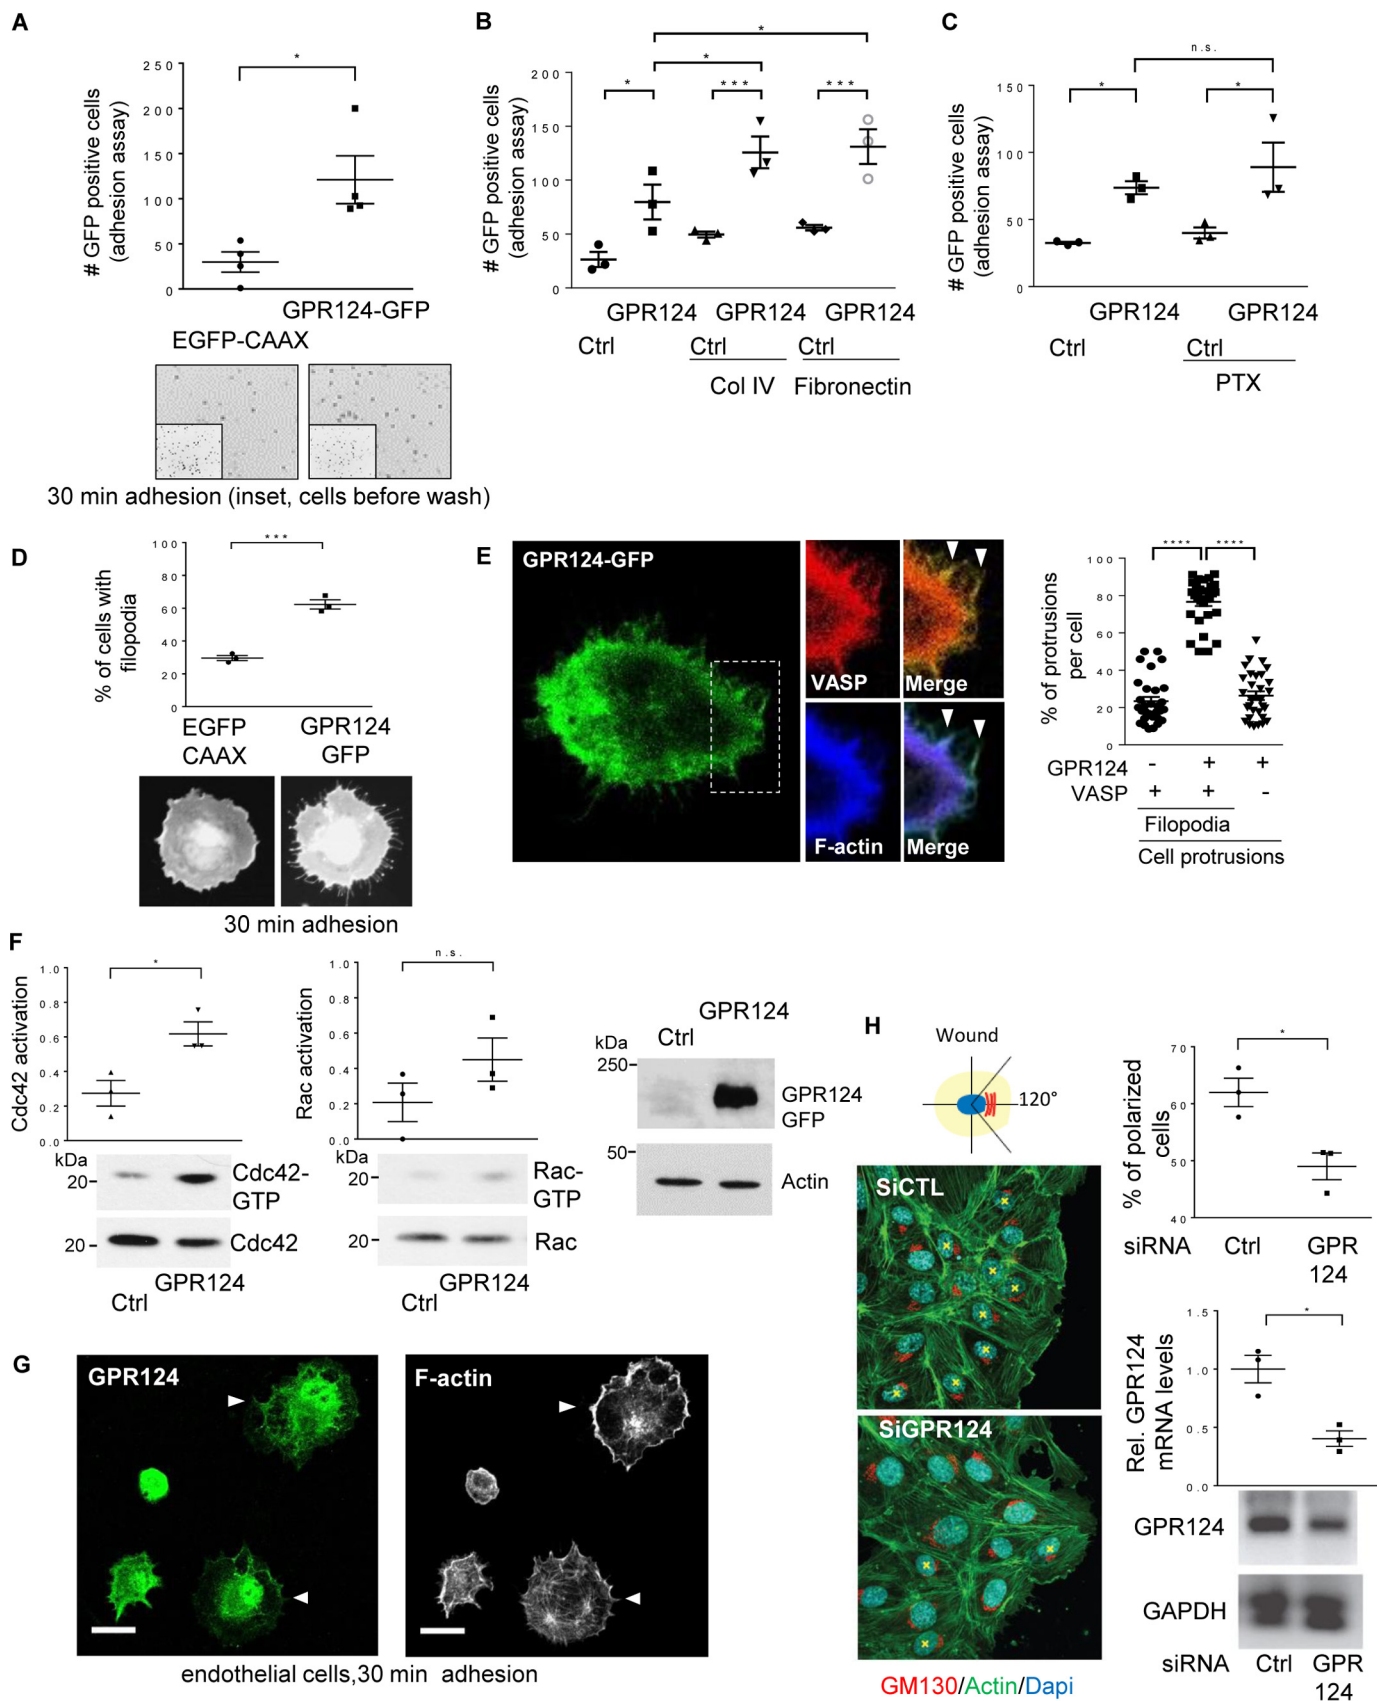 A
250
200
150
100
50
0
# GFP positive cells
(adhesion assay)
*
GPR124-GFP
EGFP-CAAX
30 min adhesion (inset, cells before wash)
B
200
150
100
50
0
# GFP positive cells
(adhesion assay)
*
*
* * * * * * *
GPR124 GPR124 GPR124
Ctrl Ctrl Ctrl
Col IV Fibronectin
C
150
100
50
0
# GFP positive cells
(adhesion assay)
n.s.
* *
GPR124 GPR124
Ctrl Ctrl
PTX
D
100
80
60
40
20
0
% of cells with
filopodia
* * *
EGFP GPR124
CAAX GFP
30 min adhesion
E
GPR124-GFP
VASP Merge
F-actin Merge
100
80
60
40
20
0
% of protrusions
per cell
* * * * * * * *
GPR124 - + +
VASP + + -
Filopodia
Cell protrusions
F
1.0
0.8
0.6
0.4
0.2
0.0
Cdc42 activation
*
kDa
20 Cdc42-
GTP
20 Cdc42
GPR124
Ctrl
1.0
0.8
0.6
0.4
0.2
0.0
Rac activation
n.s.
kDa
20 Rac-
GTP
20 Rac
GPR124
Ctrl
GPR124
Ctrl
kDa
250
GPR124
GFP
50
Actin
G
GPR124 F-actin
endothelial cells,30 min adhesion
H
Wound
120°
SiCTL
SiGPR124
GM130/Actin/Dapi
70
60
50
40
% of polarized
cells
*
siRNA Ctrl GPR
124
1.5
1.0
0.5
0.0
Rel. GPR124
mRNA levels
*
GPR124
GAPDH
siRNA Ctrl GPR
124